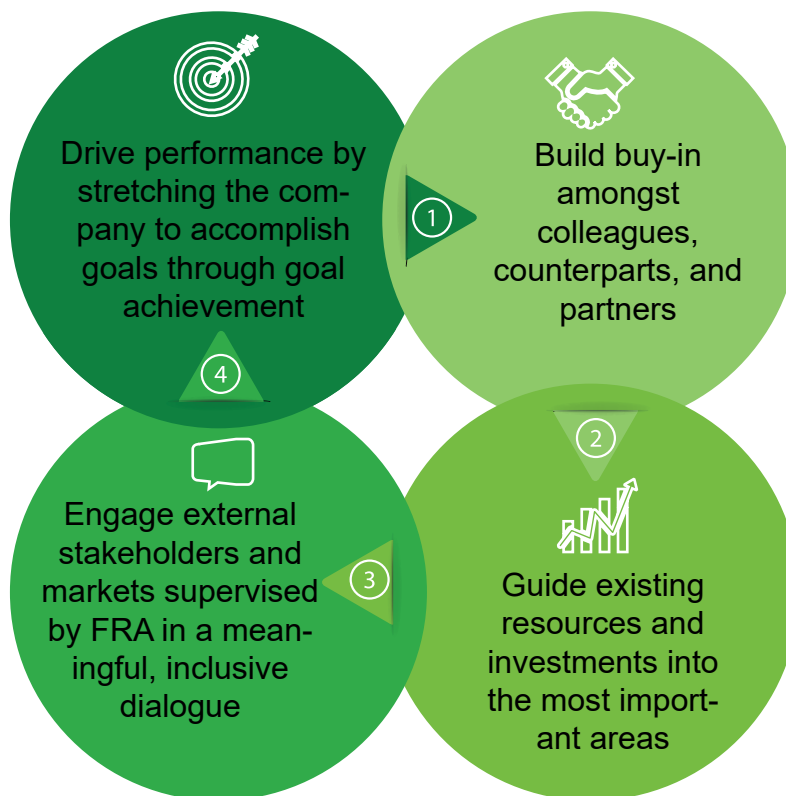 Drive performance by
stretching the com-
pany to accomplish
goals through goal
achievement
1
Build buy-in
amongst
colleagues,
counterparts, and
partners
2
Guide existing
resources and
investments into
the most import-
ant areas
3
Engage external
stakeholders and
markets supervised
by FRA in a mean-
ingful, inclusive
dialogue
4